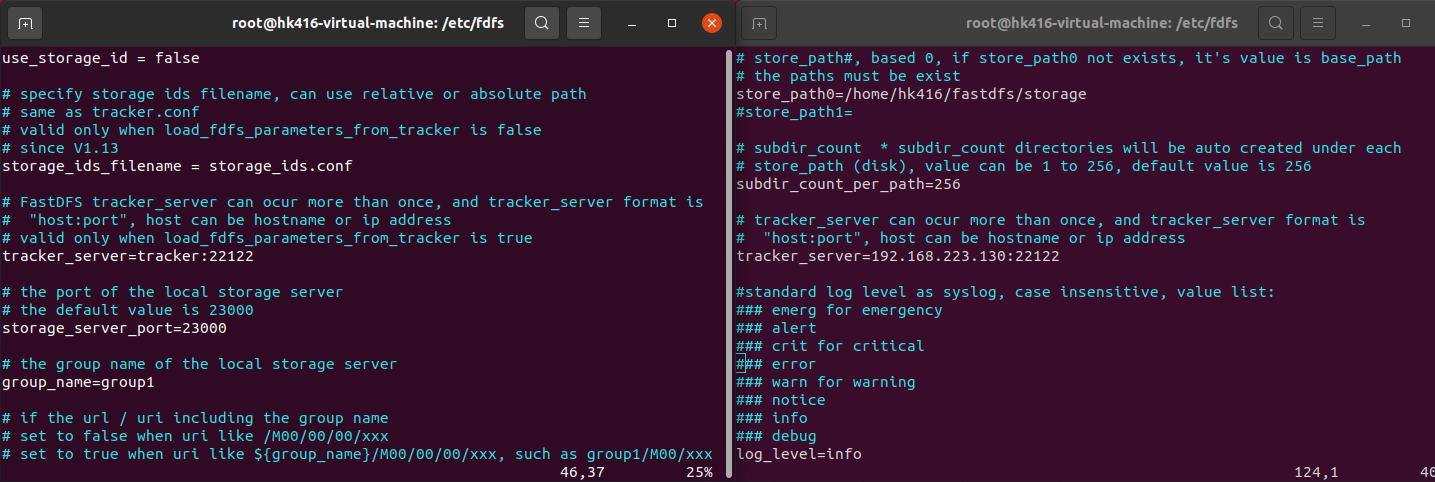 root@hk416-virtual-machine: /etc/fdfs
use_storage_id = false
# specify storage ids filename, can use relative or absolute path
# same as tracker.conf
# valid only when load_fdfs_parameters_from_tracker is false
# since V1.13
storage_ids_filename = storage_ids.conf
# FastDFS tracker_server can ocur more than once, and tracker_server format is
#  "host:port", host can be hostname or ip address
# valid only when load_fdfs_parameters_from_tracker is true
tracker_server=tracker:22122
# the port of the local storage server
# the default value is 23000
storage_server_port=23000
# the group name of the local storage server
group_name=group1
# if the url / uri including the group name
# set to false when uri like /M00/00/00/xxx
# set to true when uri like ${group_name}/M00/00/00/xxx, such as group1/M00/xxx
46,37 25%
root@hk416-virtual-machine: /etc/fdfs
# store_path#, based 0, if store_path0 not exists, it's value is base_path
# the paths must be exist
store_path0=/home/hk416/fastdfs/storage
#store_path1=
# subdir_count  * subdir_count directories will be auto created under each
# store_path (disk), value can be 1 to 256, default value is 256
subdir_count_per_path=256
# tracker_server can ocur more than once, and tracker_server format is
#  "host:port", host can be hostname or ip address
tracker_server=192.168.223.130:22122
#standard log level as syslog, case insensitive, value list:
### emerg for emergency
### alert
### crit for critical
### error
### warn for warning
### notice
### info
### debug
log_level=info
124,1 40